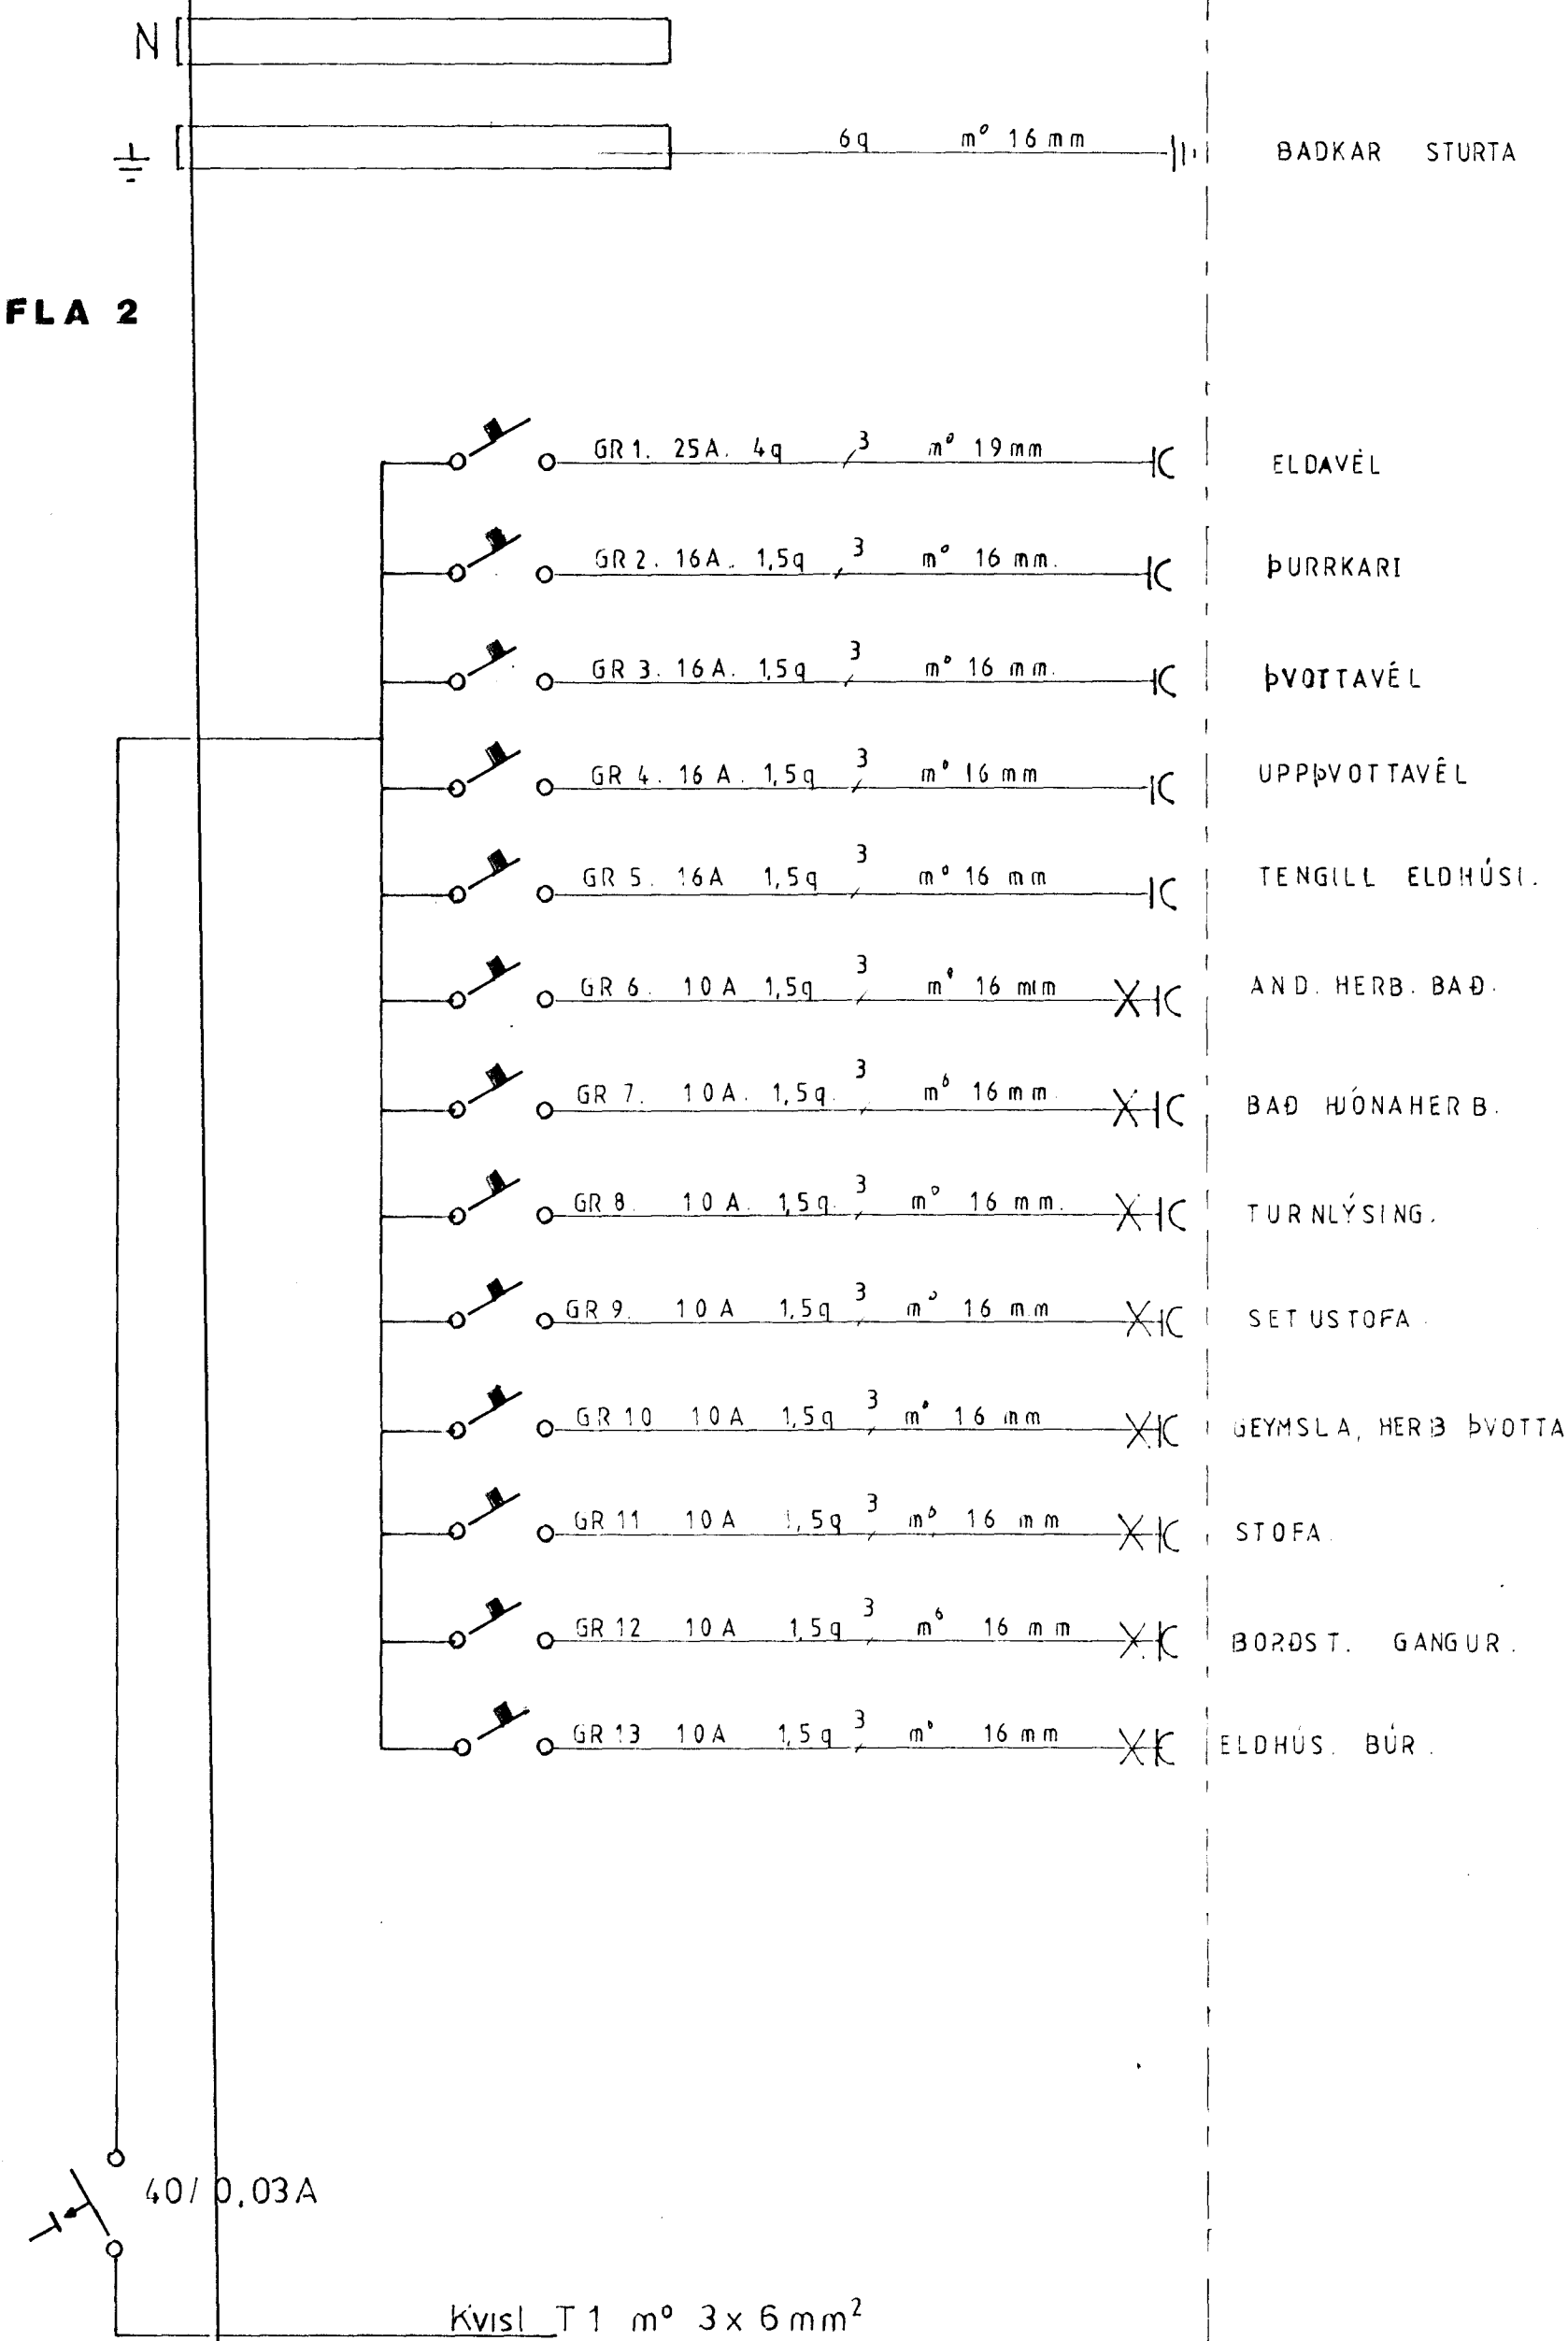 N
6q m° 16 mm BADKAR STURTA
FLA 2
GR 1. 25A. 4q 3 m° 19 mm ELDAVÉL
GR 2. 16A. 1,5q 3 m° 16 mm. ÞURRKARI
GR 3. 16A. 1,5q 3 m° 16 mm. ÞVOTTAVÉL
GR 4. 16 A. 1,5q 3 m° 16 mm UPPÞVOTTAVÉL
GR 5. 16A 1,5q 3 m° 16 mm TENGILL ELDHÚSI.
GR 6. 10 A 1,5q 3 m° 16 mm AND. HERB. BAÐ.
GR 7. 10A. 1,5q. 3 m° 16 mm BAÐ HJÓNAHERB.
GR 8. 10 A. 1,5q. 3 m° 16 mm. TURNLÝSING.
GR 9. 10 A 1,5q 3 m° 16 mm SETUSTOFA.
GR 10 10A 1,5q 3 m° 16 mm GEYMSLA, HERB ÞVOTTA
GR 11 10A 1,5q 3 m° 16 mm STOFA.
GR 12 10A 1,5q 3 m° 16 mm BORÐST. GANGUR.
GR 13 10A 1,5q 3 m° 16 mm ELDHÚS. BÚR.
40/0,03A
Kvisl T1 m° 3 x 6 mm²